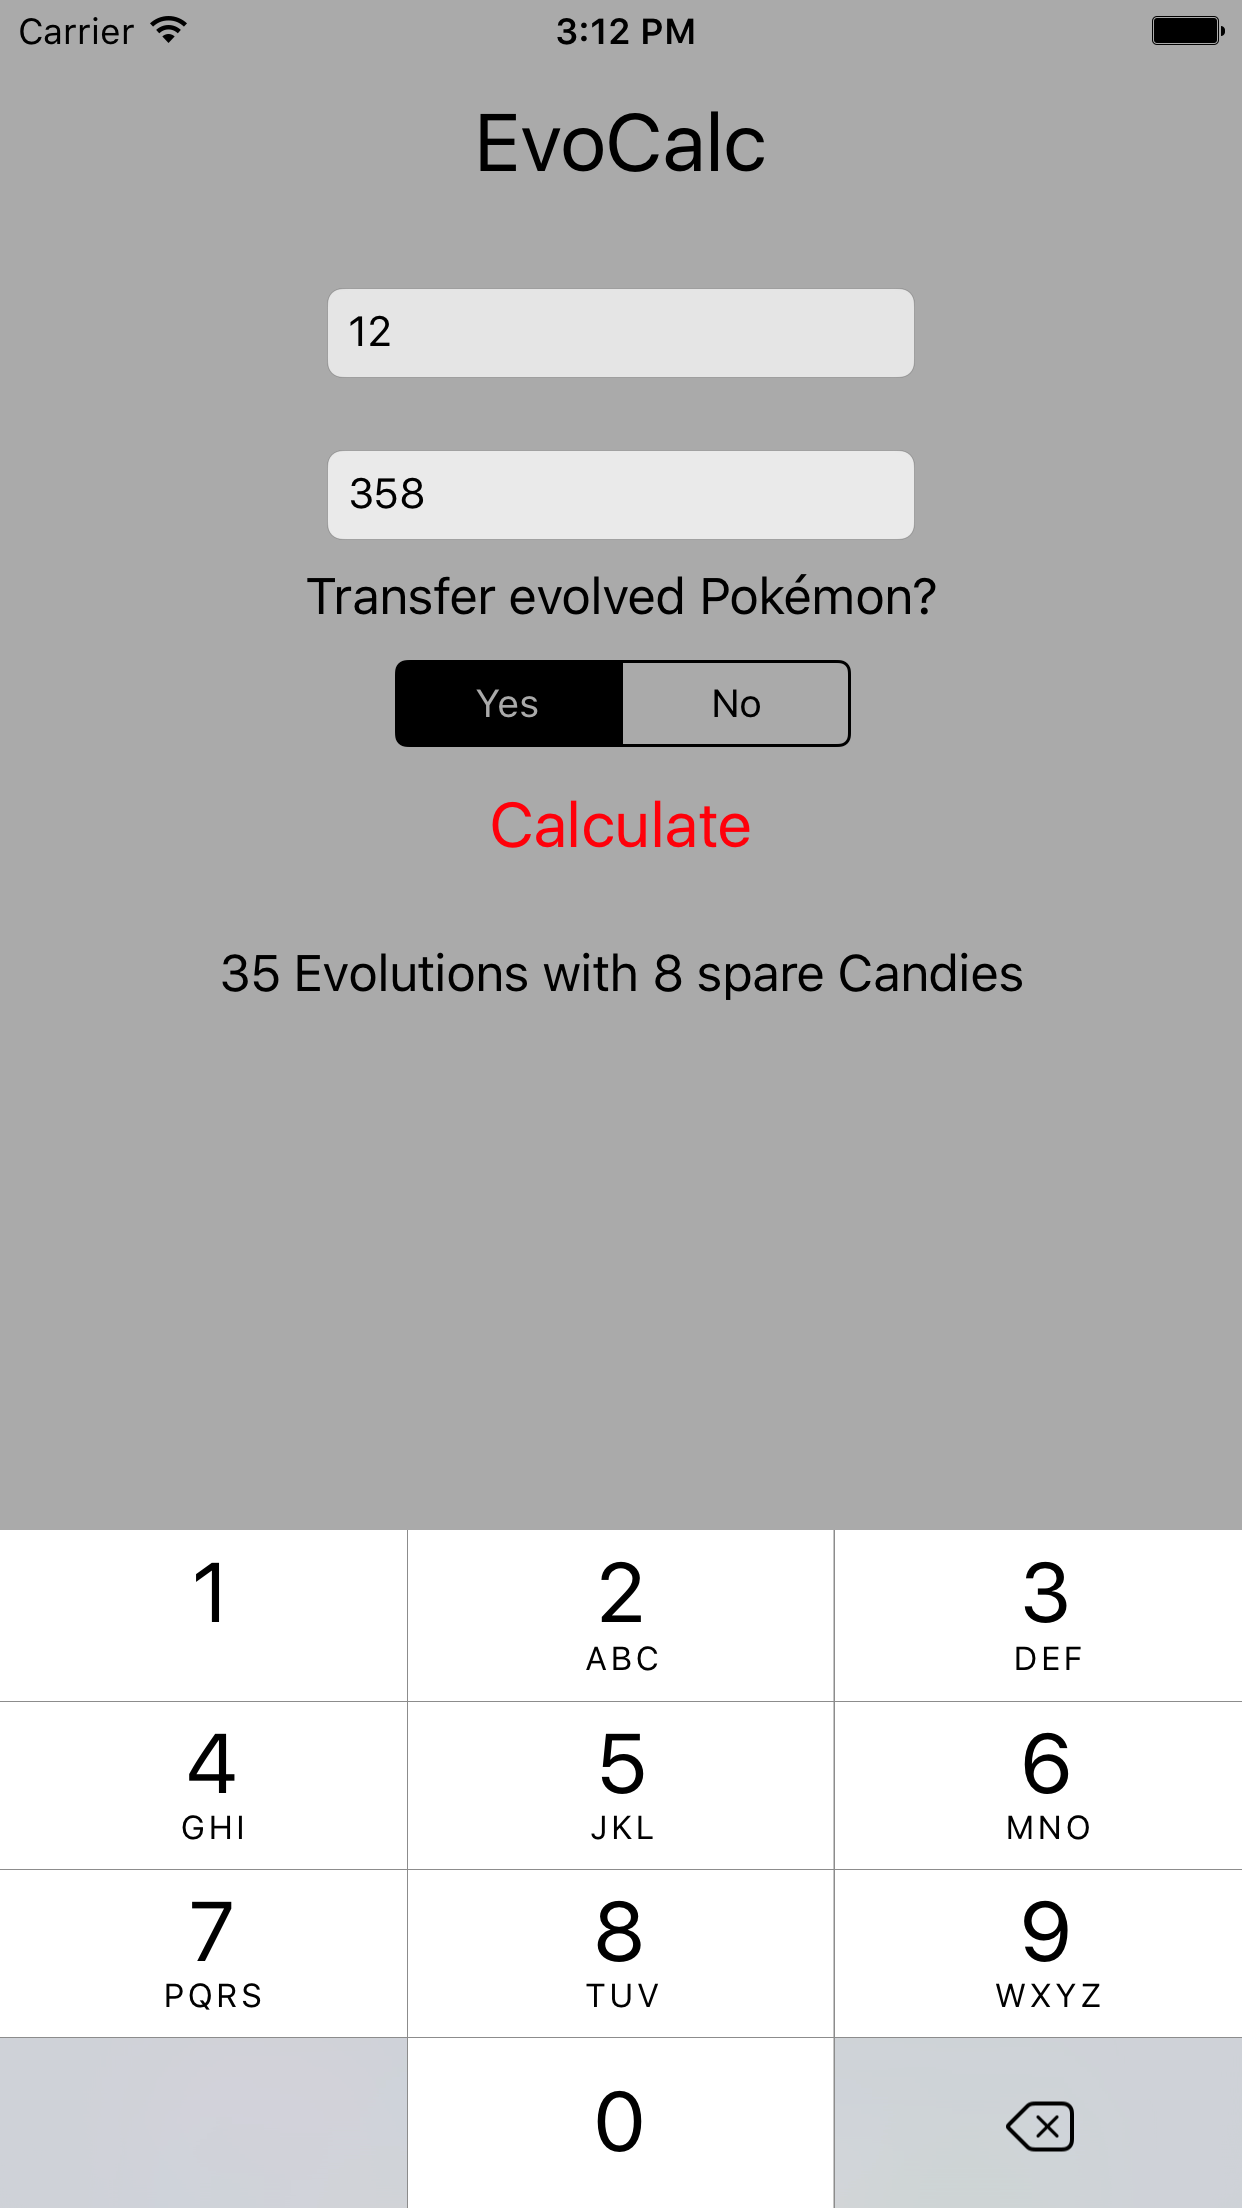 Carrier 3:12 PM
EvoCalc
12
358
Transfer evolved Pokémon?
Yes No
Calculate
35 Evolutions with 8 spare Candies
1 2 3
ABC DEF
4 5 6
GHI JKL MNO
7 8 9
PQRS TUV WXYZ
0